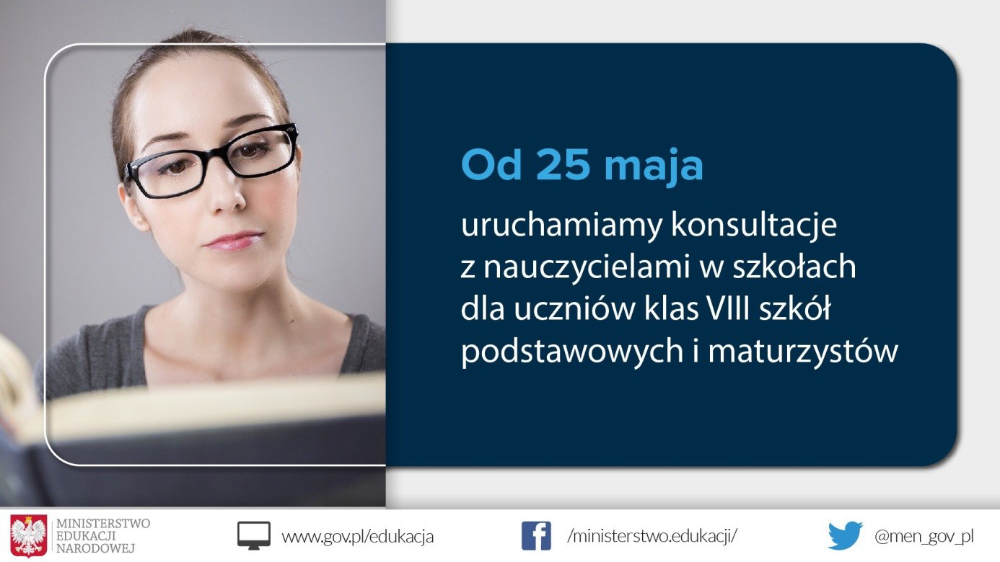 Od 25 maja
uruchamiamy konsultacje
z nauczycielami w szkołach
dla uczniów klas VIII szkół
podstawowych i maturzystów
MINISTERSTWO
EDUKACJI
NARODOWEJ
www.gov.pl/edukacja
/ministerstwo.edukacji/
@men_gov_pl